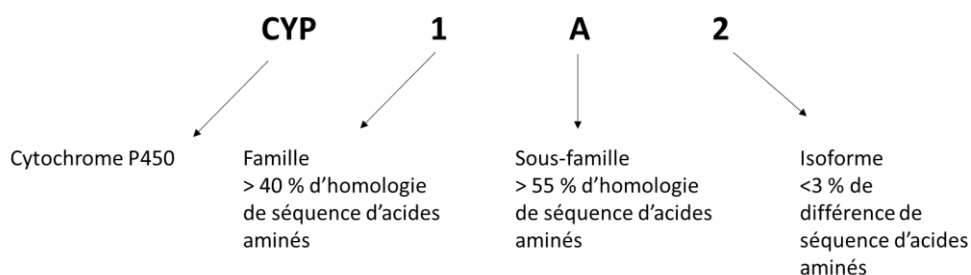 CYP 1 A 2
Cytochrome P450
Famille
> 40 % d’homologie
de séquence d’acides
aminés
Sous-famille
> 55 % d’homologie
de séquence d’acides
aminés
Isoforme
<3 % de
différence de
séquence d’acides
aminés